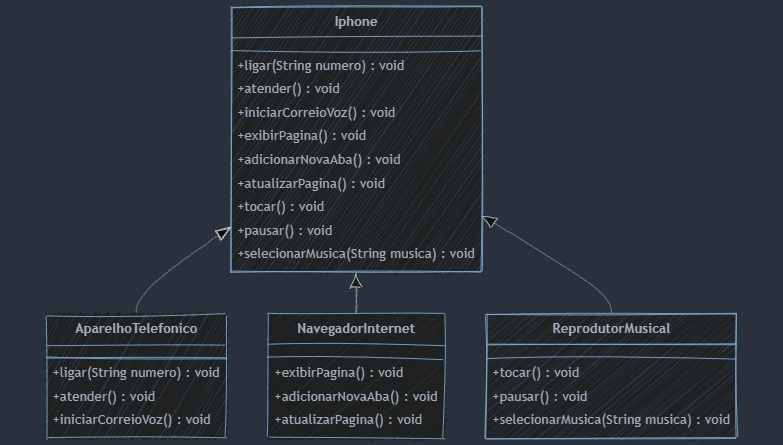 Iphone
+ligar(String numero) : void
+atender() : void
+iniciarCorreioVoz() : void
+exibirPagina() : void
+adicionarNovaAba() : void
+atualizarPagina() : void
+tocar() : void
+pausar() : void
+selecionarMusica(String musica) : void
AparelhoTelefonico
+ligar(String numero) : void
+atender() : void
+iniciarCorreioVoz() : void
NavegadorInternet
+exibirPagina() : void
+adicionarNovaAba() : void
+atualizarPagina() : void
ReprodutorMusical
+tocar() : void
+pausar() : void
+selecionarMusica(String musica) : void